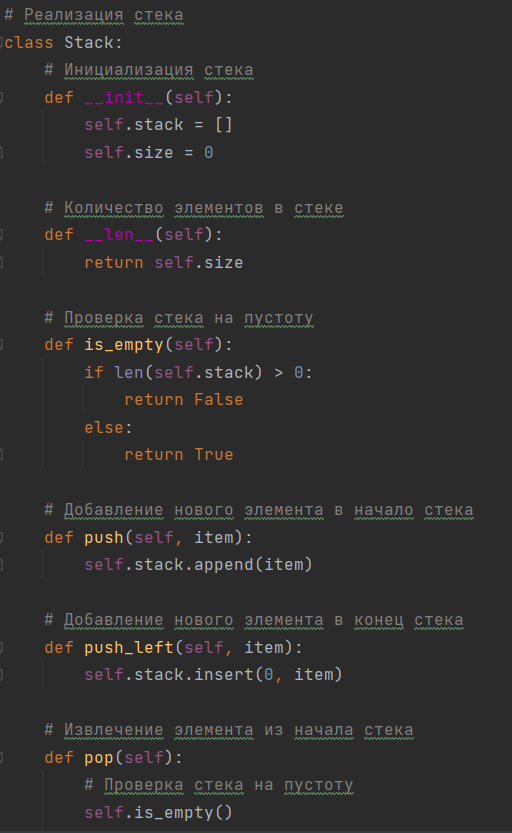 # Реализация стека
class Stack:
    # Инициализация стека
    def __init__(self):
        self.stack = []
        self.size = 0

    # Количество элементов в стеке
    def __len__(self):
        return self.size

    # Проверка стека на пустоту
    def is_empty(self):
        if len(self.stack) > 0:
            return False
        else:
            return True

    # Добавление нового элемента в начало стека
    def push(self, item):
        self.stack.append(item)

    # Добавление нового элемента в конец стека
    def push_left(self, item):
        self.stack.insert(0, item)

    # Извлечение элемента из начала стека
    def pop(self):
        # Проверка стека на пустоту
        self.is_empty()